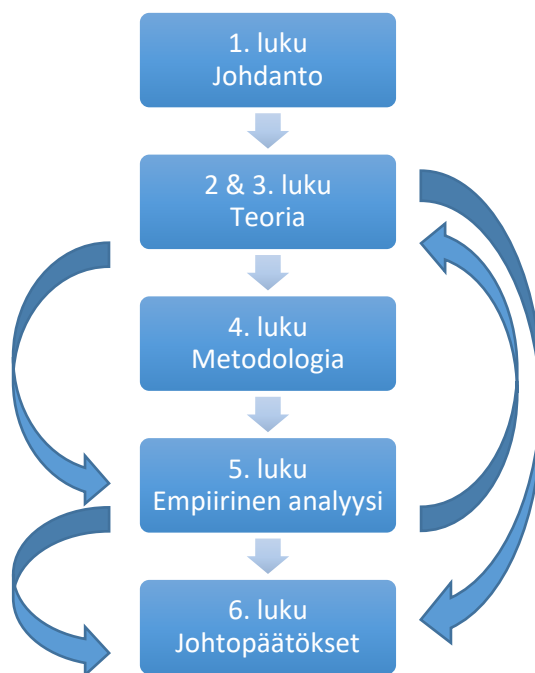 1. luku
Johdanto
2 & 3. luku
Teoria
4. luku
Metodologia
5. luku
Empiirinen analyysi
6. luku
Johtopäätökset